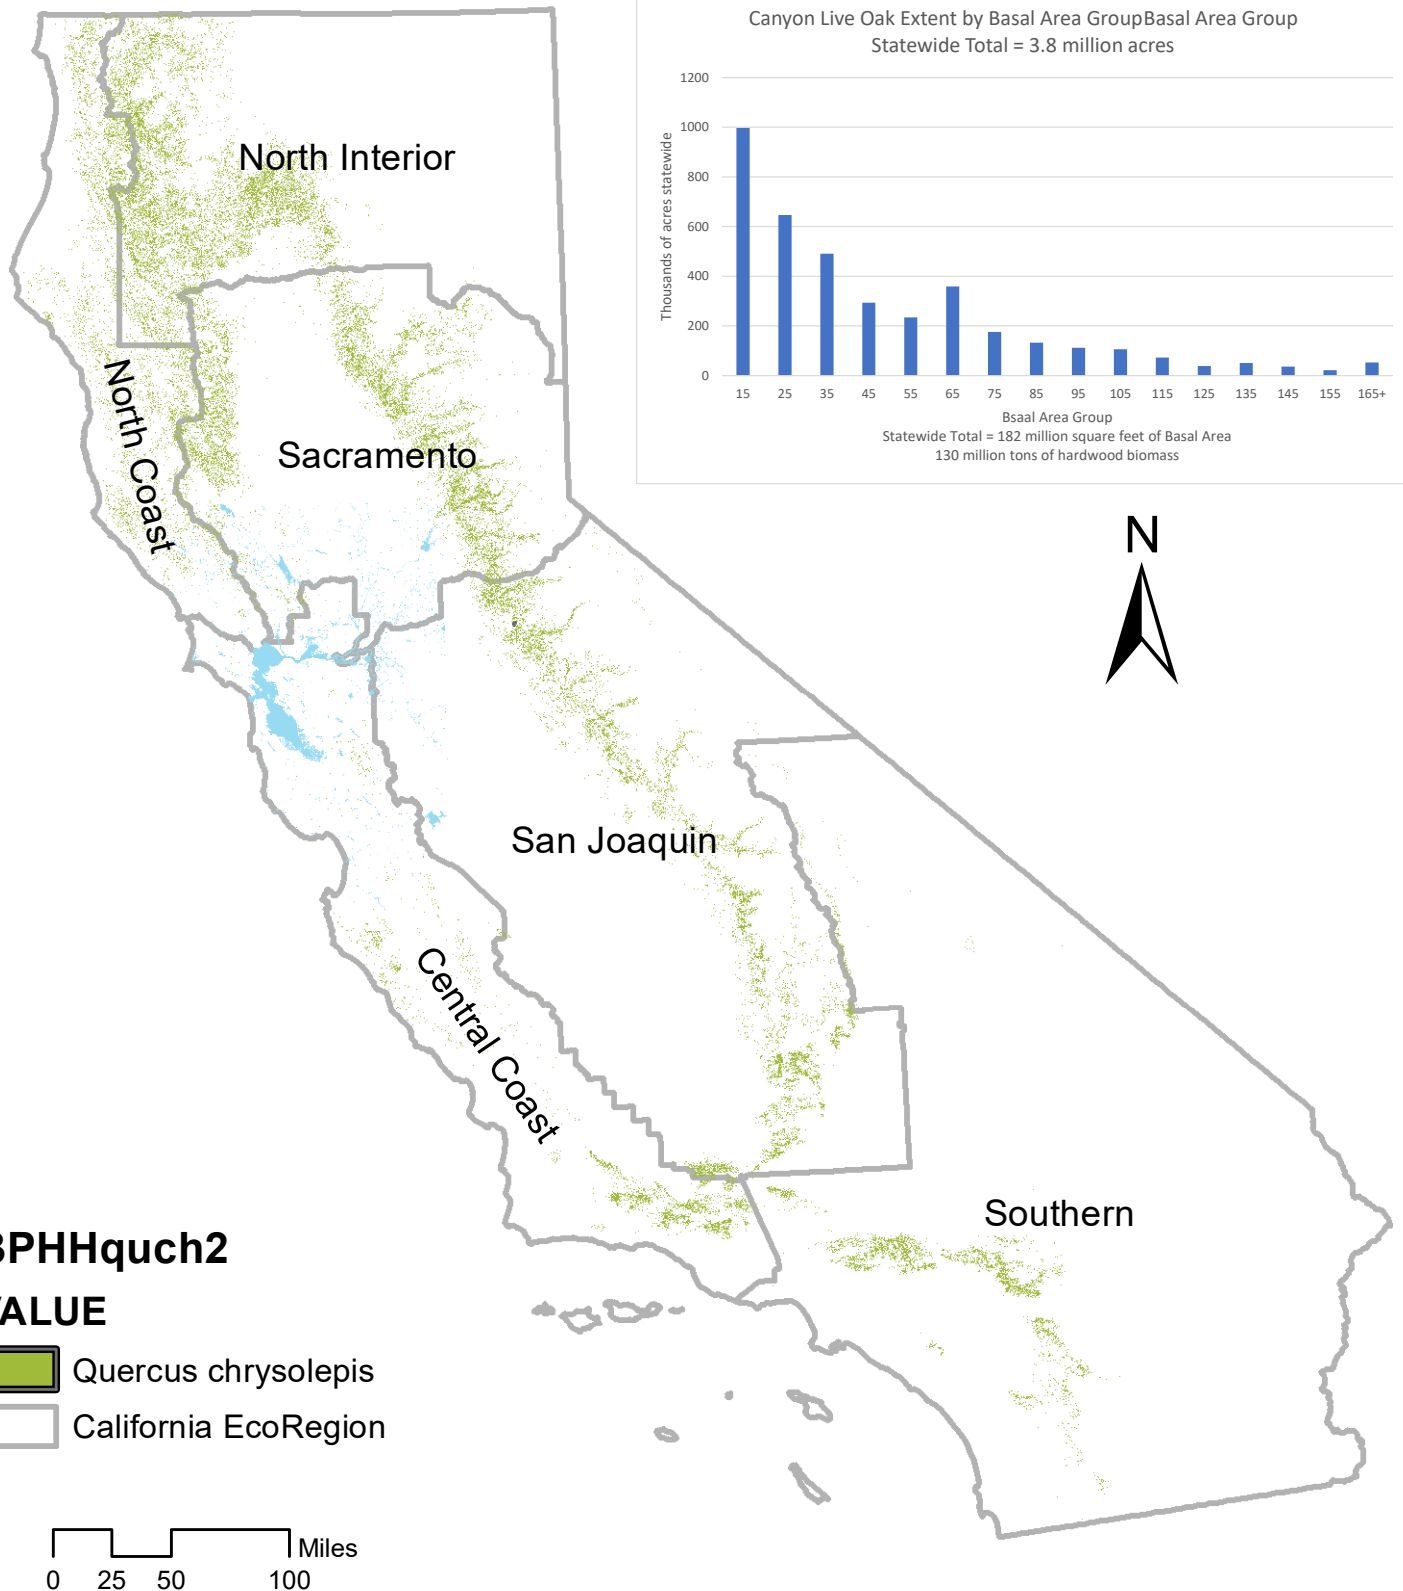 Canyon Live Oak Extent by Basal Area GroupBasal Area Group
Statewide Total = 3.8 million acres
Thousands of acres statewide
1200
1000
800
600
400
200
0
15 25 35 45 55 65 75 85 95 105 115 125 135 145 155 165+
Bsaal Area Group
Statewide Total = 182 million square feet of Basal Area
130 million tons of hardwood biomass
North Interior
North Coast
Sacramento
N
San Joaquin
Central Coast
Southern
BPHHquch2
VALUE
Quercus chrysolepis
California EcoRegion
Miles
0 25 50 100